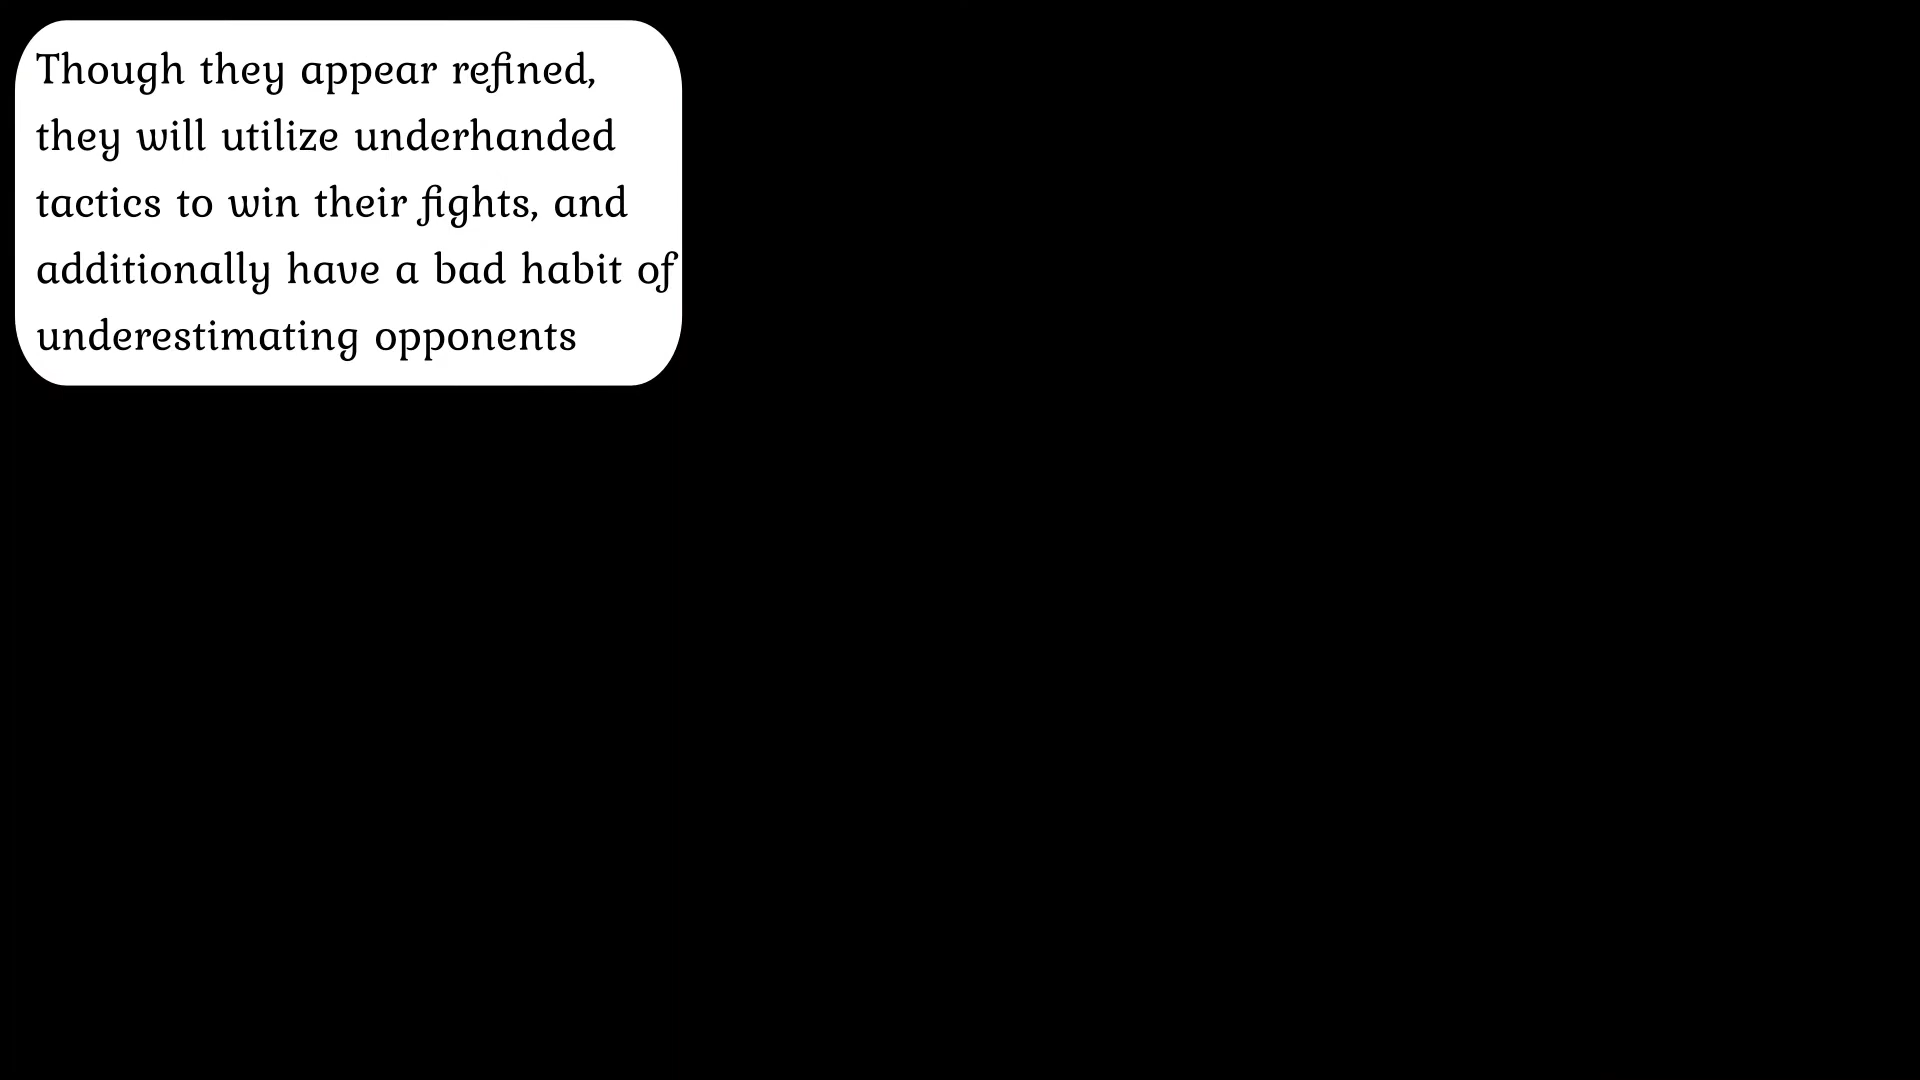 Though they appear refined,
they will utilize underhanded
tactics to win their fights, and
additionally have a bad habit of
underestimating opponents